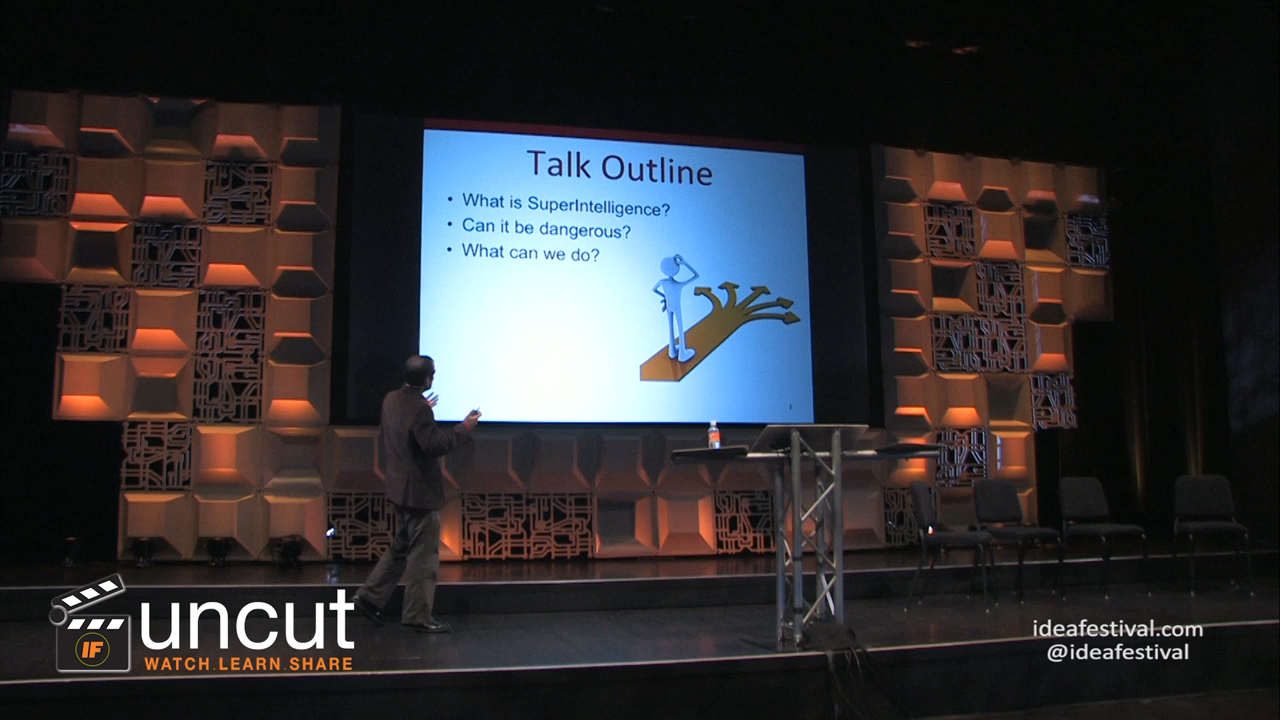 Talk Outline
• What is SuperIntelligence?
• Can it be dangerous?
• What can we do?
2
IF
uncut
WATCH.LEARN.SHARE
ideafestival.com
@ideafestival